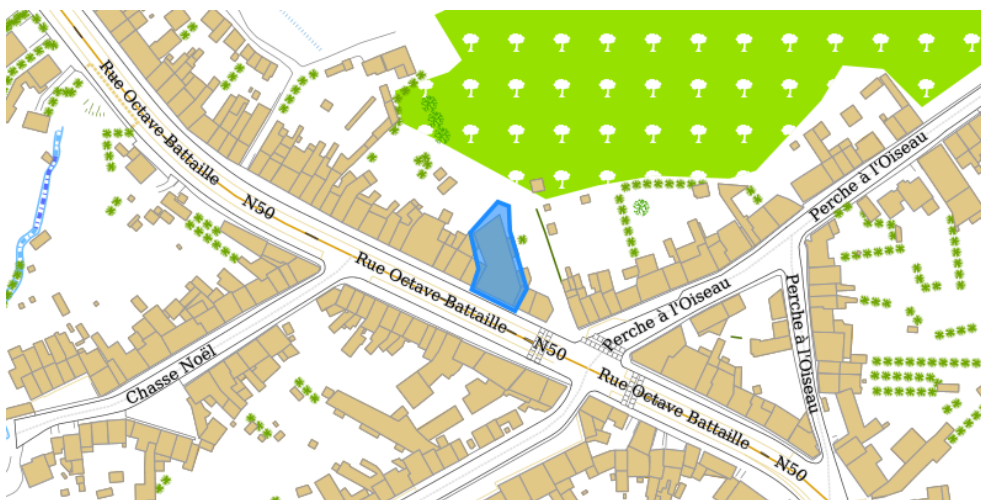 Rue Octave-Battaille
N50
Perche à l'Oiseau
Rue Octave-Battaille
N50
Perche à l'Oiseau
Perche à l'Oiseau
Chasse Noël
Rue Octave-Battaille
N50